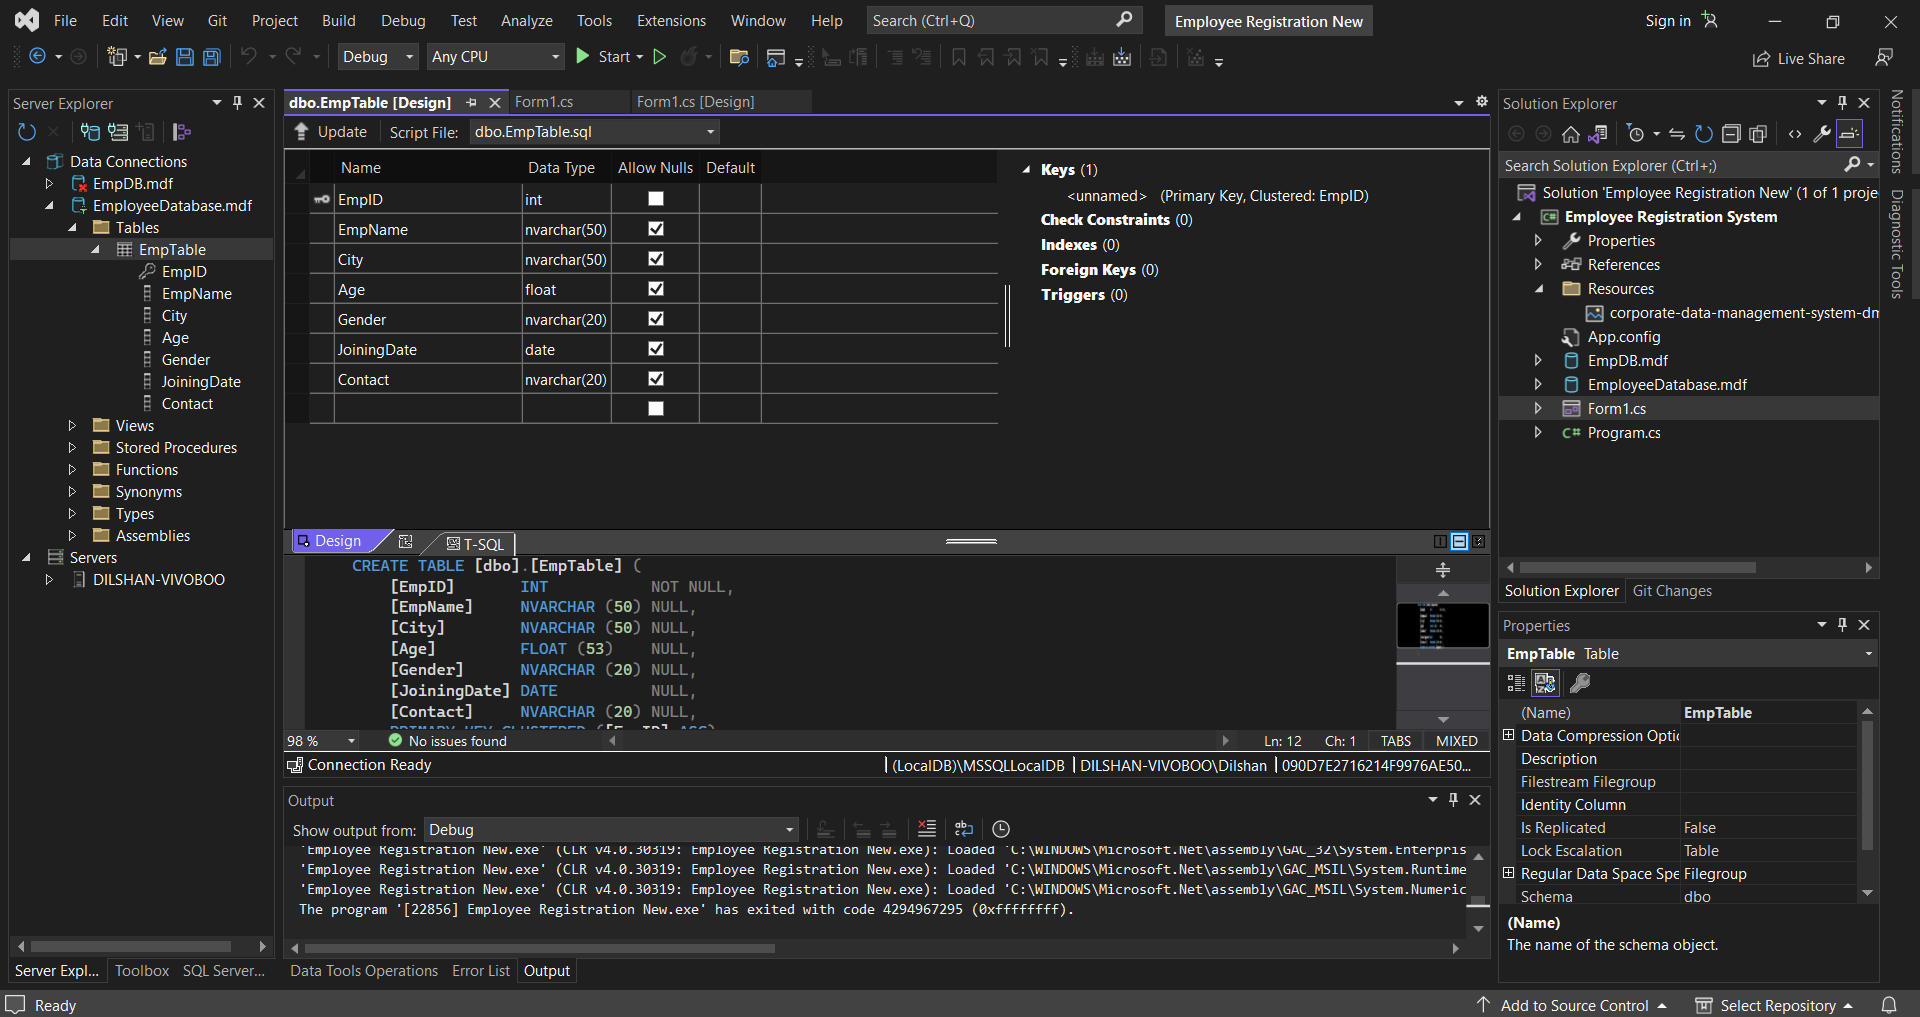 File Edit View Git Project Build Debug Test Analyze Tools Extensions Window Help Search (Ctrl+Q) Employee Registration New Sign in
Debug Any CPU Start Live Share
Server Explorer
Data Connections
EmpDB.mdf
EmployeeDatabase.mdf
Tables
EmpTable
EmpID
EmpName
City
Age
Gender
JoiningDate
Contact
Views
Stored Procedures
Functions
Synonyms
Types
Assemblies
Servers
DILSHAN-VIVOBOO
Server Expl... Toolbox SQL Server...
dbo.EmpTable [Design] Form1.cs Form1.cs [Design]
Update Script File: dbo.EmpTable.sql
Name Data Type Allow Nulls Default
EmpID int
EmpName nvarchar(50)
City nvarchar(50)
Age float
Gender nvarchar(20)
JoiningDate date
Contact nvarchar(20)
Keys (1)
<unnamed> (Primary Key, Clustered: EmpID)
Check Constraints (0)
Indexes (0)
Foreign Keys (0)
Triggers (0)
Design T-SQL
CREATE TABLE [dbo].[EmpTable] (
[EmpID] INT NOT NULL,
[EmpName] NVARCHAR (50) NULL,
[City] NVARCHAR (50) NULL,
[Age] FLOAT (53) NULL,
[Gender] NVARCHAR (20) NULL,
[JoiningDate] DATE NULL,
[Contact] NVARCHAR (20) NULL,
PRIMARY KEY CLUSTERED ([EmpID] ASC)
98 % No issues found Ln: 12 Ch: 1 TABS MIXED
Connection Ready (LocalDB)\MSSQLLocalDB DILSHAN-VIVOBOO\Dilshan 090D7E2716214F9976AE50...
Output
Show output from: Debug
'Employee Registration New.exe' (CLR v4.0.30319: Employee Registration New.exe): Loaded 'C:\WINDOWS\Microsoft.Net\assembly\GAC_32\System.Enterpris
'Employee Registration New.exe' (CLR v4.0.30319: Employee Registration New.exe): Loaded 'C:\WINDOWS\Microsoft.Net\assembly\GAC_MSIL\System.Runtime
'Employee Registration New.exe' (CLR v4.0.30319: Employee Registration New.exe): Loaded 'C:\WINDOWS\Microsoft.Net\assembly\GAC_MSIL\System.Numeric
The program '[22856] Employee Registration New.exe' has exited with code 4294967295 (0xffffffff).
Data Tools Operations Error List Output
Solution Explorer
Search Solution Explorer (Ctrl+;)
Solution 'Employee Registration New' (1 of 1 proje
Employee Registration System
Properties
References
Resources
corporate-data-management-system-dm
App.config
EmpDB.mdf
EmployeeDatabase.mdf
Form1.cs
Program.cs
Solution Explorer Git Changes
Properties
EmpTable Table
(Name) EmpTable
Data Compression Optic
Description
Filestream Filegroup
Identity Column
Is Replicated False
Lock Escalation Table
Regular Data Space Spe Filegroup
Schema dbo
(Name)
The name of the schema object.
Notifications
Diagnostic Tools
Ready Add to Source Control Select Repository